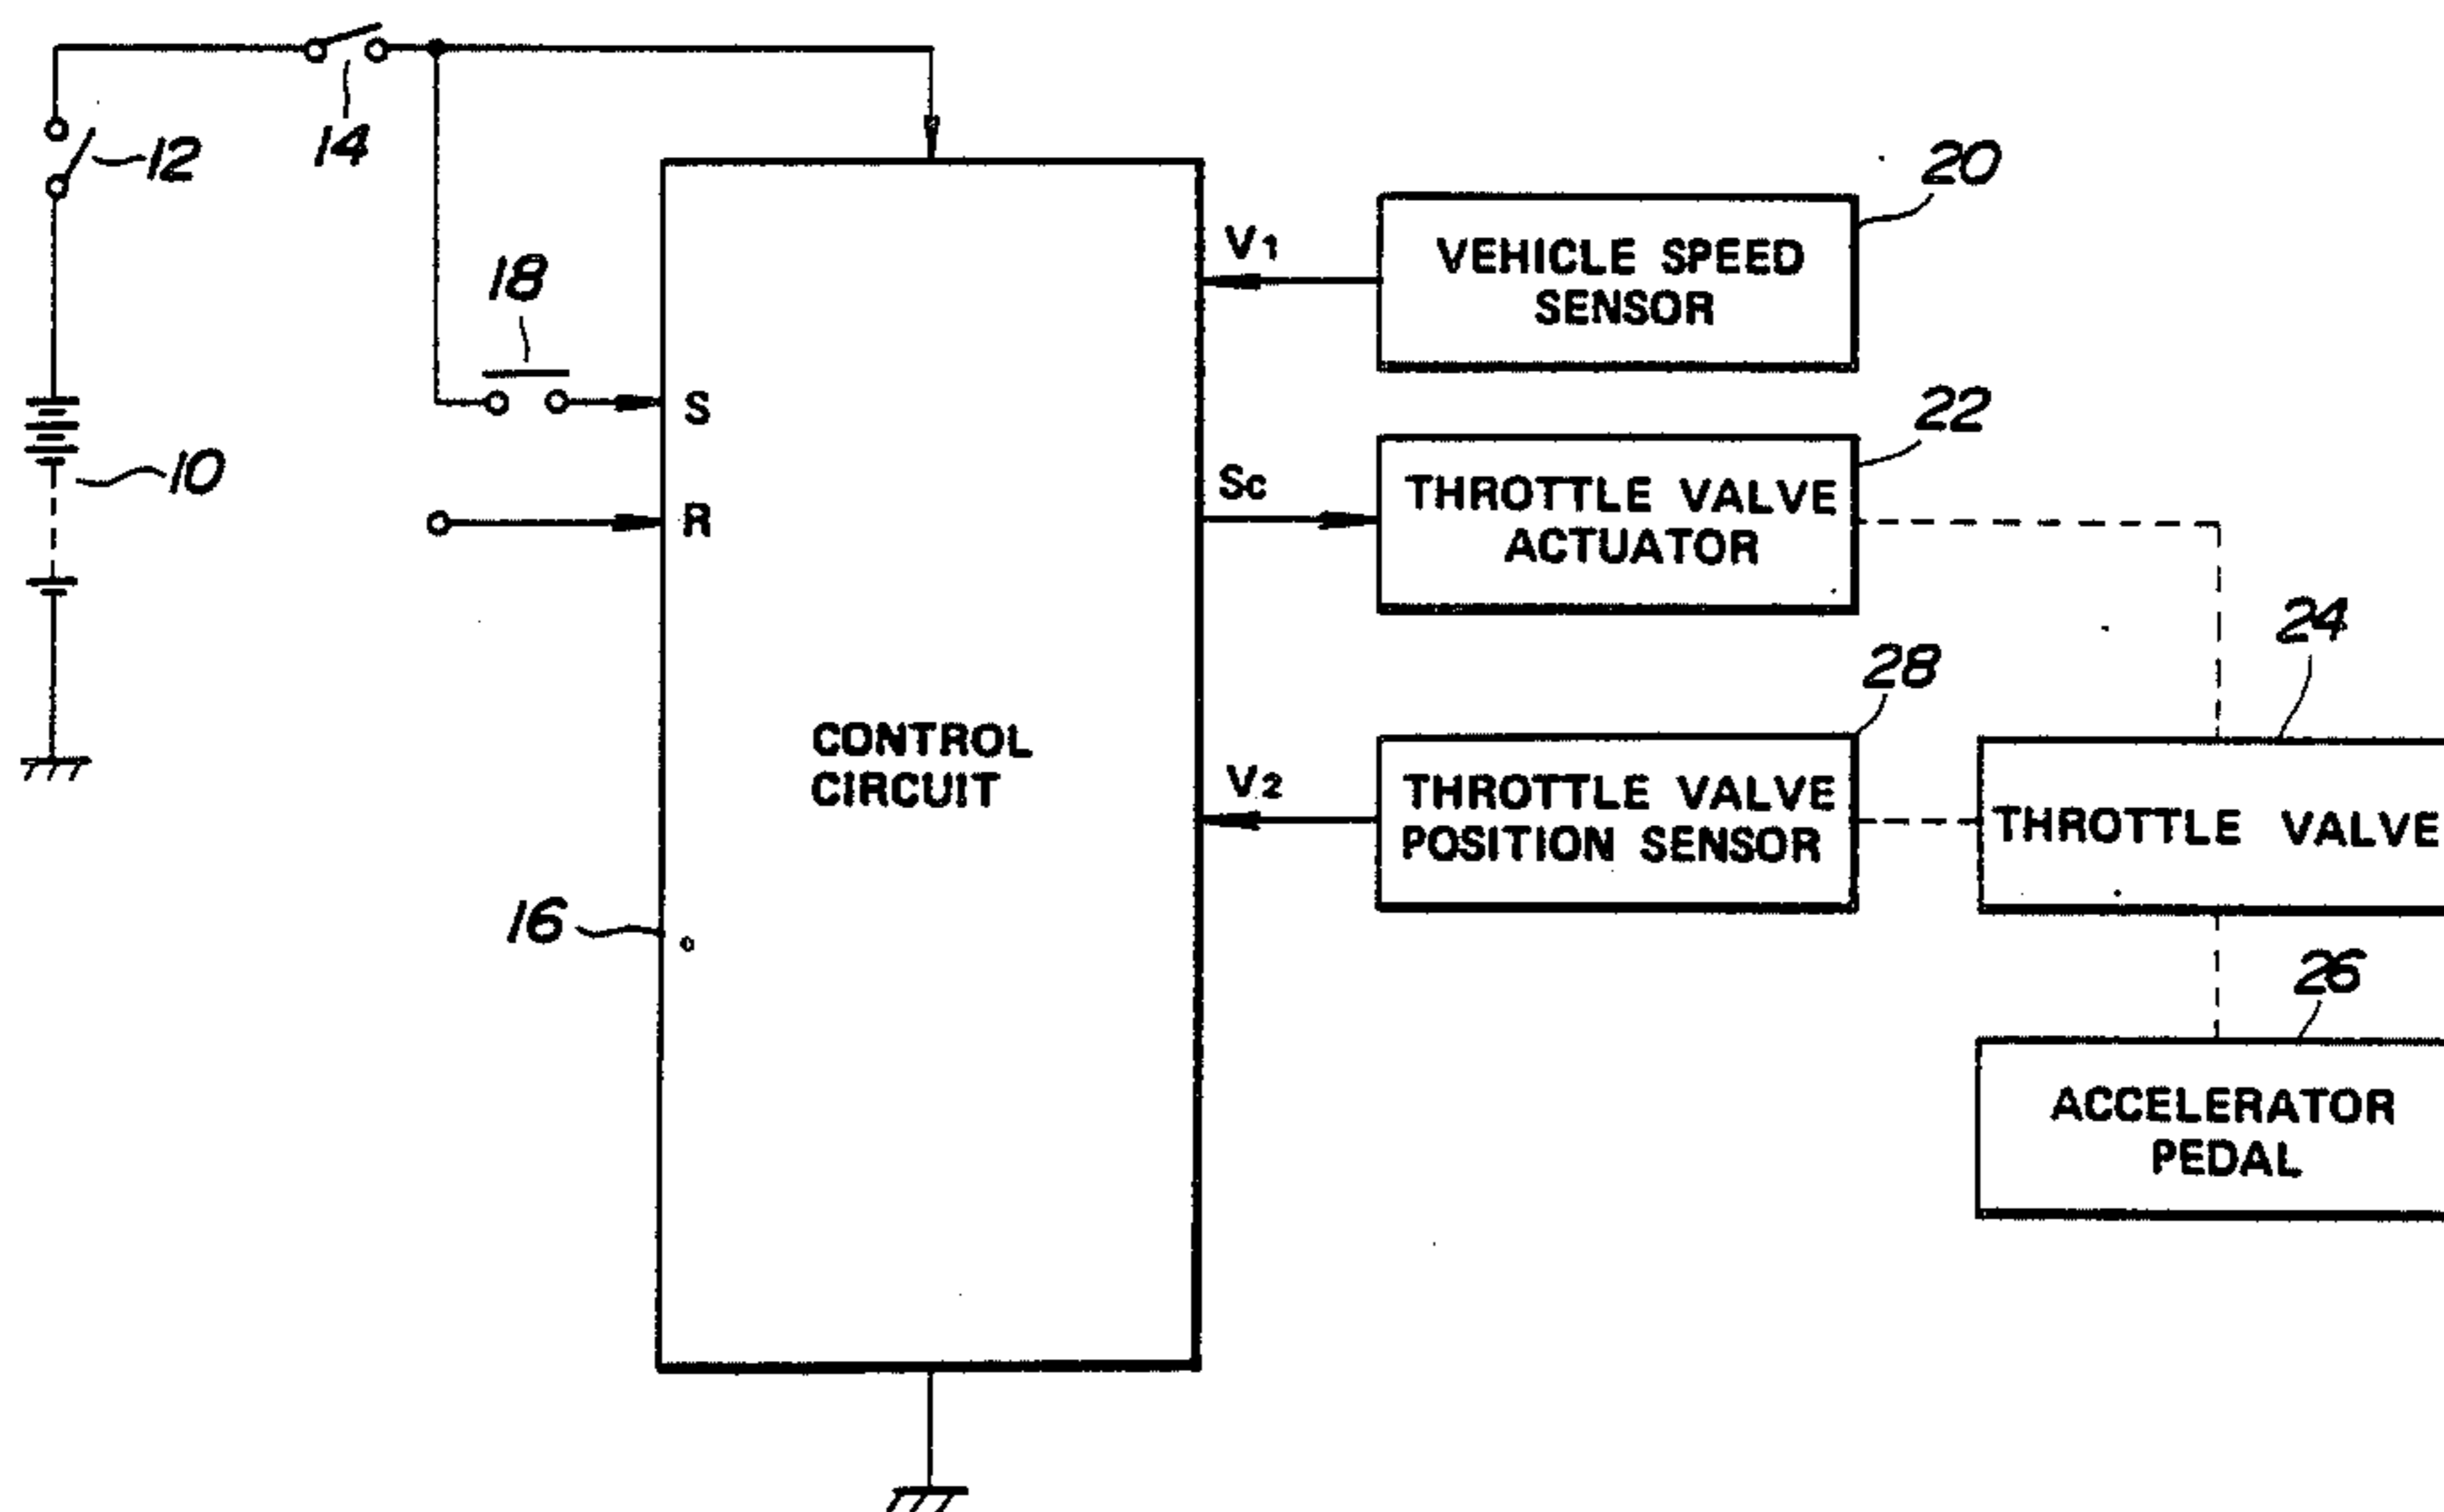 14
12
20
V1
VEHICLE SPEED
SENSOR
18
S
22
10
Sc
THROTTLE VALVE
ACTUATOR
R
24
28
CONTROL
CIRCUIT
V2
THROTTLE VALVE
POSITION SENSOR
THROTTLE VALVE
16
26
ACCELERATOR
PEDAL